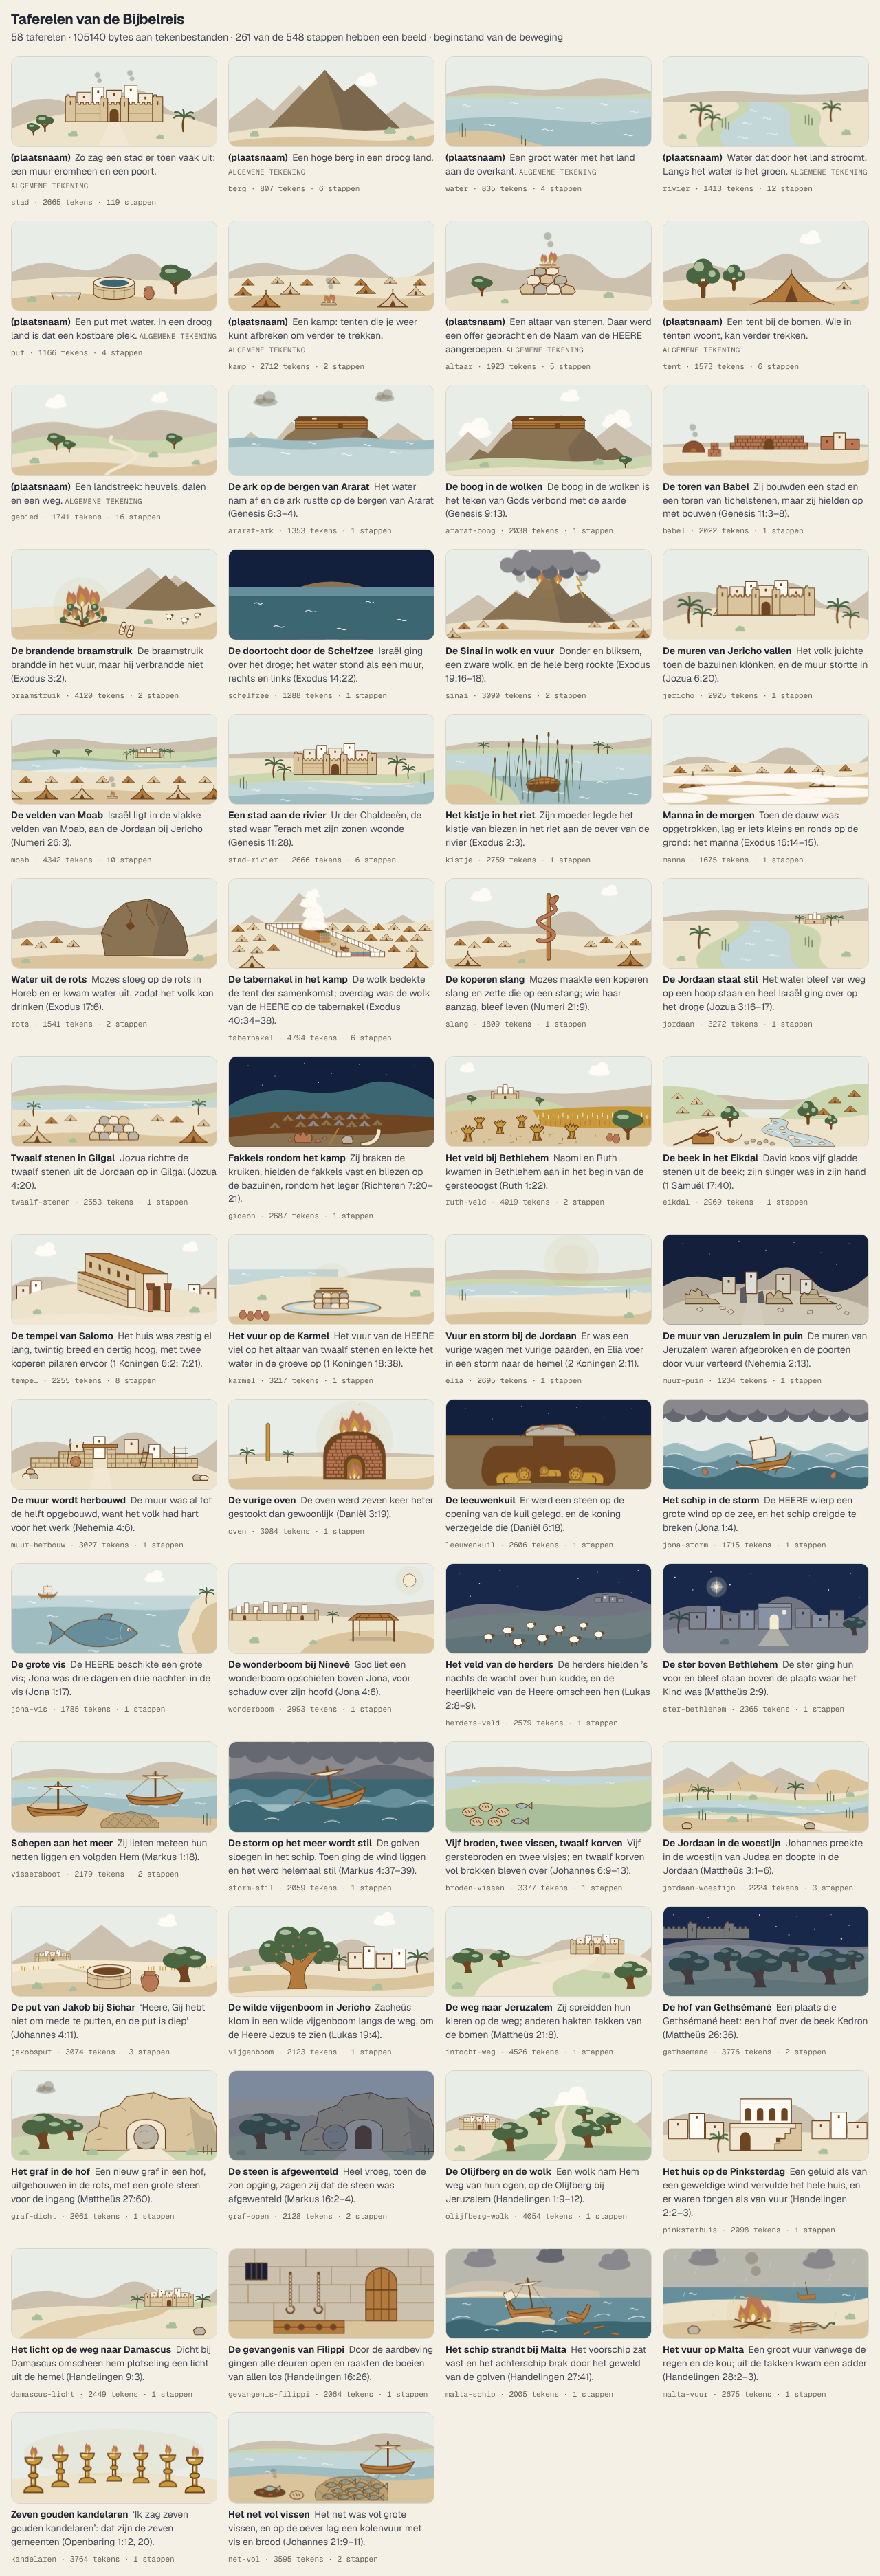 Taferelen van de Bijbelreis
58 taferelen · 105140 bytes aan tekenbestanden · 261 van de 548 stappen hebben een beeld · beginstand van de beweging
(plaatsnaam) Zo zag een stad er toen vaak uit:
een muur eromheen en een poort.
ALGEMENE TEKENING
stad · 2665 tekens · 119 stappen
(plaatsnaam) Een hoge berg in een droog land.
ALGEMENE TEKENING
berg · 807 tekens · 6 stappen
(plaatsnaam) Een groot water met het land
aan de overkant. ALGEMENE TEKENING
water · 835 tekens · 4 stappen
(plaatsnaam) Water dat door het land stroomt.
Langs het water is het groen. ALGEMENE TEKENING
rivier · 1413 tekens · 12 stappen
(plaatsnaam) Een put met water. In een droog
land is dat een kostbare plek. ALGEMENE TEKENING
put · 1166 tekens · 4 stappen
(plaatsnaam) Een kamp: tenten die je weer
kunt afbreken om verder te trekken.
ALGEMENE TEKENING
kamp · 2712 tekens · 2 stappen
(plaatsnaam) Een altaar van stenen. Daar werd
een offer gebracht en de Naam van de HEERE
aangeroepen. ALGEMENE TEKENING
altaar · 1923 tekens · 5 stappen
(plaatsnaam) Een tent bij de bomen. Wie in
tenten woont, kan verder trekken.
ALGEMENE TEKENING
tent · 1573 tekens · 6 stappen
(plaatsnaam) Een landstreek: heuvels, dalen
en een weg. ALGEMENE TEKENING
gebied · 1741 tekens · 16 stappen
De ark op de bergen van Ararat Het water
nam af en de ark rustte op de bergen van Ararat
(Genesis 8:3–4).
ararat-ark · 1353 tekens · 1 stappen
De boog in de wolken De boog in de wolken is
het teken van Gods verbond met de aarde
(Genesis 9:13).
ararat-boog · 2038 tekens · 1 stappen
De toren van Babel Zij bouwden een stad en
een toren van tichelstenen, maar zij hielden op
met bouwen (Genesis 11:3–8).
babel · 2022 tekens · 1 stappen
De brandende braamstruik De braamstruik
brandde in het vuur, maar hij verbrandde niet
(Exodus 3:2).
braamstruik · 4120 tekens · 2 stappen
De doortocht door de Schelfzee Israël ging
over het droge; het water stond als een muur,
rechts en links (Exodus 14:22).
schelfzee · 1288 tekens · 1 stappen
De Sinaï in wolk en vuur Donder en bliksem,
een zware wolk, en de hele berg rookte (Exodus
19:16–18).
sinai · 3090 tekens · 2 stappen
De muren van Jericho vallen Het volk juichte
toen de bazuinen klonken, en de muur stortte in
(Jozua 6:20).
jericho · 2925 tekens · 1 stappen
De velden van Moab Israël ligt in de vlakke
velden van Moab, aan de Jordaan bij Jericho
(Numeri 26:3).
moab · 4342 tekens · 10 stappen
Een stad aan de rivier Ur der Chaldeeën, de
stad waar Terach met zijn zonen woonde
(Genesis 11:28).
stad-rivier · 2666 tekens · 6 stappen
Het kistje in het riet Zijn moeder legde het
kistje van biezen in het riet aan de oever van de
rivier (Exodus 2:3).
kistje · 2759 tekens · 1 stappen
Manna in de morgen Toen de dauw was
opgetrokken, lag er iets kleins en ronds op de
grond: het manna (Exodus 16:14–15).
manna · 1675 tekens · 1 stappen
Water uit de rots Mozes sloeg op de rots in
Horeb en er kwam water uit, zodat het volk kon
drinken (Exodus 17:6).
rots · 1541 tekens · 2 stappen
De tabernakel in het kamp De wolk bedekte
de tent der samenkomst; overdag was de wolk
van de HEERE op de tabernakel (Exodus
40:34–38).
tabernakel · 4794 tekens · 6 stappen
De koperen slang Mozes maakte een koperen
slang en zette die op een stang; wie haar
aanzag, bleef leven (Numeri 21:9).
slang · 1809 tekens · 1 stappen
De Jordaan staat stil Het water bleef ver weg
op een hoop staan en heel Israël ging over op
het droge (Jozua 3:16–17).
jordaan · 3272 tekens · 1 stappen
Twaalf stenen in Gilgal Jozua richtte de
twaalf stenen uit de Jordaan op in Gilgal (Jozua
4:20).
twaalf-stenen · 2553 tekens · 1 stappen
Fakkels rondom het kamp Zij braken de
kruiken, hielden de fakkels vast en bliezen op
de bazuinen, rondom het leger (Richteren 7:20–
21).
gideon · 2687 tekens · 1 stappen
Het veld bij Bethlehem Naomi en Ruth
kwamen in Bethlehem aan in het begin van de
gersteoogst (Ruth 1:22).
ruth-veld · 4019 tekens · 2 stappen
De beek in het Eikdal David koos vijf gladde
stenen uit de beek; zijn slinger was in zijn hand
(1 Samuël 17:40).
eikdal · 2969 tekens · 1 stappen
De tempel van Salomo Het huis was zestig el
lang, twintig breed en dertig hoog, met twee
koperen pilaren ervoor (1 Koningen 6:2; 7:21).
tempel · 2255 tekens · 8 stappen
Het vuur op de Karmel Het vuur van de HEERE
viel op het altaar van twaalf stenen en lekte het
water in de groeve op (1 Koningen 18:38).
karmel · 3217 tekens · 1 stappen
Vuur en storm bij de Jordaan Er was een
vurige wagen met vurige paarden, en Elia voer
in een storm naar de hemel (2 Koningen 2:11).
elia · 2695 tekens · 1 stappen
De muur van Jeruzalem in puin De muren van
Jeruzalem waren afgebroken en de poorten
door vuur verteerd (Nehemia 2:13).
muur-puin · 1234 tekens · 1 stappen
De muur wordt herbouwd De muur was al tot
de helft opgebouwd, want het volk had hart
voor het werk (Nehemia 4:6).
muur-herbouw · 3027 tekens · 1 stappen
De vurige oven De oven werd zeven keer heter
gestookt dan gewoonlijk (Daniël 3:19).
oven · 3084 tekens · 1 stappen
De leeuwenkuil Er werd een steen op de
opening van de kuil gelegd, en de koning
verzegelde die (Daniël 6:18).
leeuwenkuil · 2606 tekens · 1 stappen
Het schip in de storm De HEERE wierp een
grote wind op de zee, en het schip dreigde te
breken (Jona 1:4).
jona-storm · 1715 tekens · 1 stappen
De grote vis De HEERE beschikte een grote
vis; Jona was drie dagen en drie nachten in de
vis (Jona 1:17).
jona-vis · 1785 tekens · 1 stappen
De wonderboom bij Ninevé God liet een
wonderboom opschieten boven Jona, voor
schaduw over zijn hoofd (Jona 4:6).
wonderboom · 2993 tekens · 1 stappen
Het veld van de herders De herders hielden ’s
nachts de wacht over hun kudde, en de
heerlijkheid van de Heere omscheen hen (Lukas
2:8–9).
herders-veld · 2579 tekens · 1 stappen
De ster boven Bethlehem De ster ging hun
voor en bleef staan boven de plaats waar het
Kind was (Mattheüs 2:9).
ster-bethlehem · 2365 tekens · 1 stappen
Schepen aan het meer Zij lieten meteen hun
netten liggen en volgden Hem (Markus 1:18).
vissersboot · 2179 tekens · 2 stappen
De storm op het meer wordt stil De golven
sloegen in het schip. Toen ging de wind liggen
en het werd helemaal stil (Markus 4:37–39).
storm-stil · 2059 tekens · 1 stappen
Vijf broden, twee vissen, twaalf korven Vijf
gerstebroden en twee visjes; en twaalf korven
vol brokken bleven over (Johannes 6:9–13).
broden-vissen · 3377 tekens · 1 stappen
De Jordaan in de woestijn Johannes preekte
in de woestijn van Judea en doopte in de
Jordaan (Mattheüs 3:1–6).
jordaan-woestijn · 2224 tekens · 3 stappen
De put van Jakob bij Sichar ‘Heere, Gij hebt
niet om mede te putten, en de put is diep’
(Johannes 4:11).
jakobsput · 3074 tekens · 3 stappen
De wilde vijgenboom in Jericho Zacheüs
klom in een wilde vijgenboom langs de weg, om
de Heere Jezus te zien (Lukas 19:4).
vijgenboom · 2123 tekens · 1 stappen
De weg naar Jeruzalem Zij spreidden hun
kleren op de weg; anderen hakten takken van
de bomen (Mattheüs 21:8).
intocht-weg · 4526 tekens · 1 stappen
De hof van Gethsémané Een plaats die
Gethsémané heet: een hof over de beek Kedron
(Mattheüs 26:36).
gethsemane · 3776 tekens · 2 stappen
Het graf in de hof Een nieuw graf in een hof,
uitgehouwen in de rots, met een grote steen
voor de ingang (Mattheüs 27:60).
graf-dicht · 2061 tekens · 1 stappen
De steen is afgewenteld Heel vroeg, toen de
zon opging, zagen zij dat de steen was
afgewenteld (Markus 16:2–4).
graf-open · 2128 tekens · 2 stappen
De Olijfberg en de wolk Een wolk nam Hem
weg van hun ogen, op de Olijfberg bij
Jeruzalem (Handelingen 1:9–12).
olijfberg-wolk · 4054 tekens · 1 stappen
Het huis op de Pinksterdag Een geluid als van
een geweldige wind vervulde het hele huis, en
er waren tongen als van vuur (Handelingen
2:2–3).
pinksterhuis · 2098 tekens · 1 stappen
Het licht op de weg naar Damascus Dicht bij
Damascus omscheen hem plotseling een licht
uit de hemel (Handelingen 9:3).
damascus-licht · 2449 tekens · 1 stappen
De gevangenis van Filippi Door de aardbeving
gingen alle deuren open en raakten de boeien
van allen los (Handelingen 16:26).
gevangenis-filippi · 2064 tekens · 1 stappen
Het schip strandt bij Malta Het voorschip zat
vast en het achterschip brak door het geweld
van de golven (Handelingen 27:41).
malta-schip · 2005 tekens · 1 stappen
Het vuur op Malta Een groot vuur vanwege de
regen en de kou; uit de takken kwam een adder
(Handelingen 28:2–3).
malta-vuur · 2675 tekens · 1 stappen
Zeven gouden kandelaren ‘Ik zag zeven
gouden kandelaren’: dat zijn de zeven
gemeenten (Openbaring 1:12, 20).
kandelaren · 3764 tekens · 1 stappen
Het net vol vissen Het net was vol grote
vissen, en op de oever lag een kolenvuur met
vis en brood (Johannes 21:9–11).
net-vol · 3595 tekens · 2 stappen